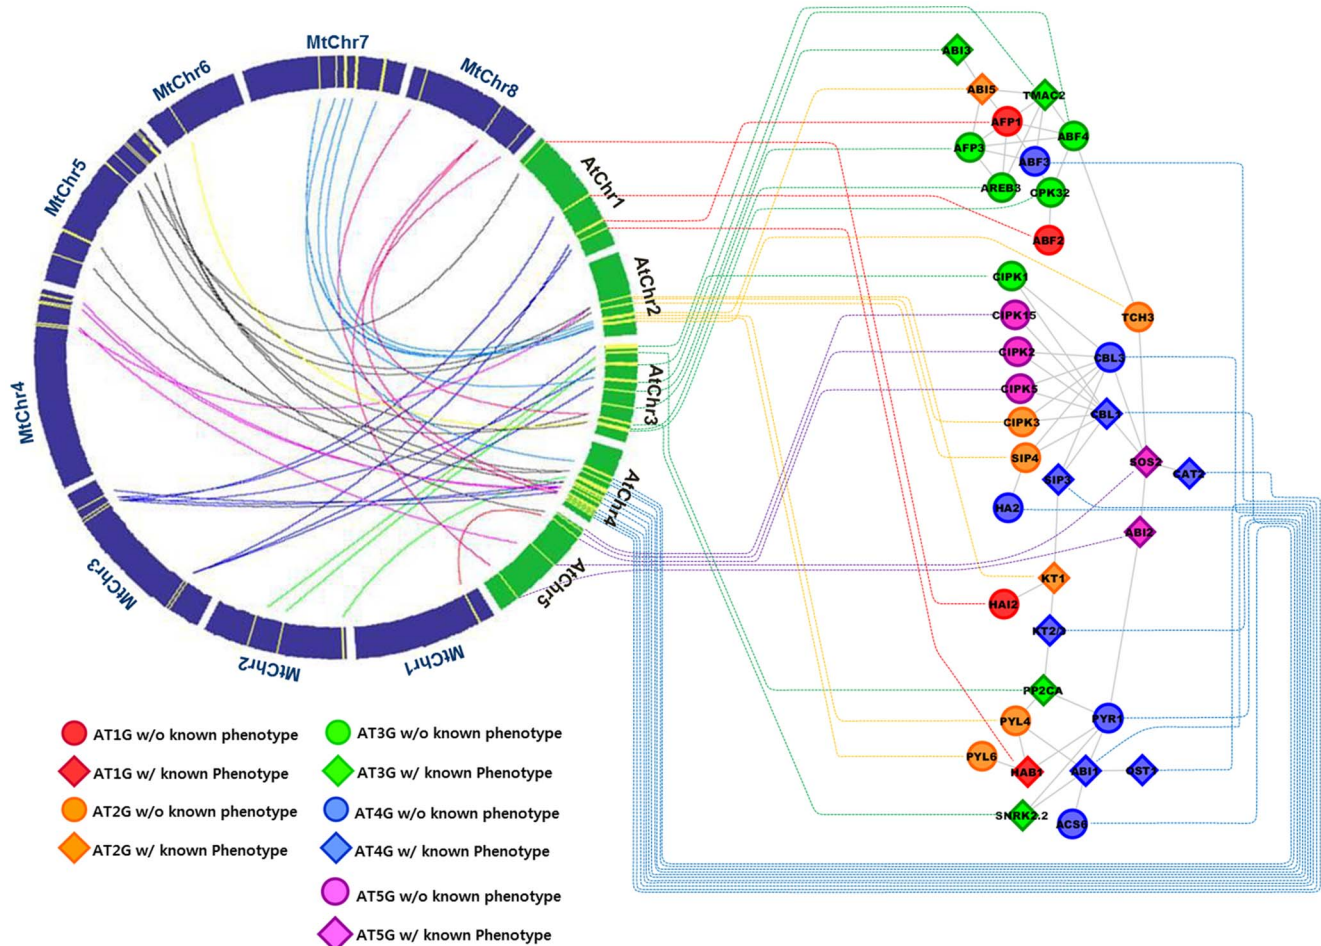 MtChr7
MtChr6
MtChr8
MtChr5
AtChr1
AtChr2
AtChr3
MtChr4
AtChr4
AtChr5
MtChr3
MtChr2
MtChr1
ABI3
ABI5
TMAC2
AFP1
ABF4
AFP3
ABF3
AREB3
CPK32
ABF2
CIPK1
CIPK15
TCH3
CIPK2
CBL3
CIPK5
CBL1
CIPK3
SIP4
SOS2
CAT2
SIP3
HA2
ABI2
KT1
HAI2
PP2CA
PYL4
PYR1
PYL6
HAB1
ABI1
OST1
SNRK2.2
ACS6
AT1G w/o known phenotype
AT1G w/ known Phenotype
AT2G w/o known phenotype
AT2G w/ known Phenotype
AT3G w/o known phenotype
AT3G w/ known Phenotype
AT4G w/o known phenotype
AT4G w/ known Phenotype
AT5G w/o known phenotype
AT5G w/ known Phenotype